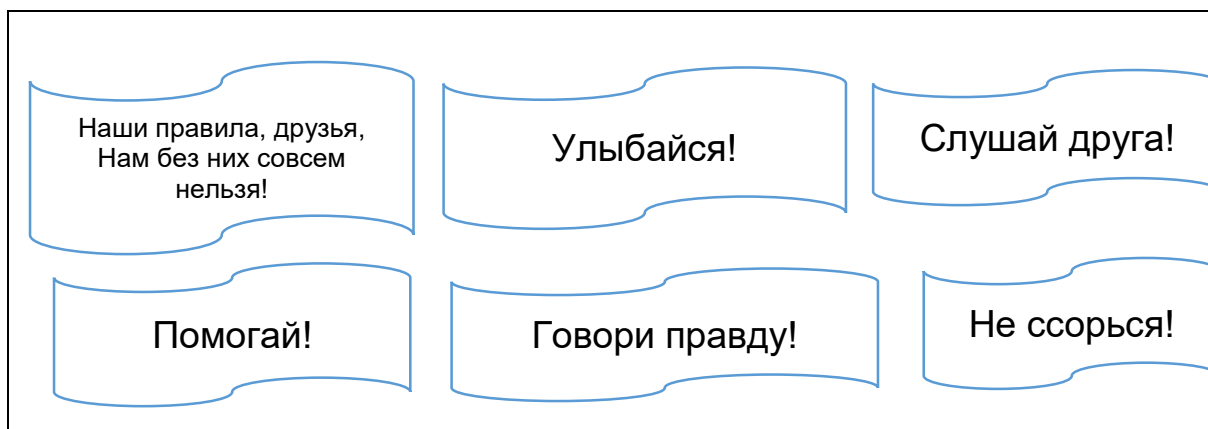 Наши правила, друзья,
Нам без них совсем
нельзя!
Улыбайся!
Слушай друга!
Помогай!
Говори правду!
Не ссорься!